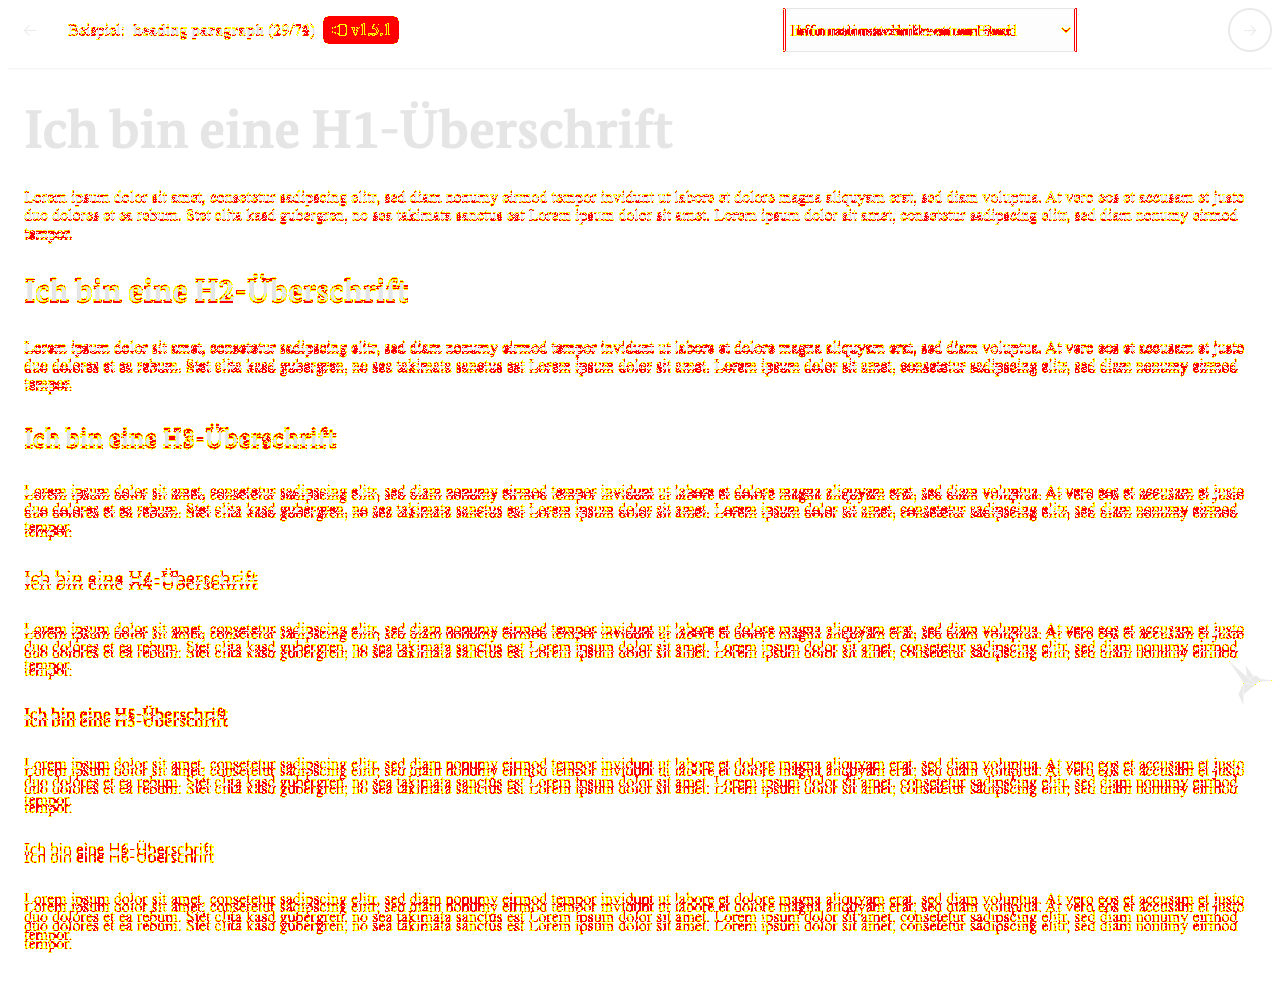 Beispiel: heading paragraph v1.5.1
Ich bin eine H1-Überschrift
Lorem ipsum dolor sit amet, consetetur sadipscing elitr, sed diam nonumy eirmod tempor invidunt ut labore et dolore magna aliquyam erat, sed diam voluptua. At vero eos et accusam et justo
duo dolores et ea rebum. Stet clita kasd gubergren, no sea takimata sanctus est Lorem ipsum dolor sit amet. Lorem ipsum dolor sit amet, consetetur sadipscing elitr, sed diam nonumy eirmod
tempor.
Ich bin eine H2-Überschrift
Lorem ipsum dolor sit amet, consetetur sadipscing elitr, sed diam nonumy eirmod tempor invidunt ut labore et dolore magna aliquyam erat, sed diam voluptua. At vero eos et accusam et justo
duo dolores et ea rebum. Stet clita kasd gubergren, no sea takimata sanctus est Lorem ipsum dolor sit amet. Lorem ipsum dolor sit amet, consetetur sadipscing elitr, sed diam nonumy eirmod
tempor.
Ich bin eine H3-Überschrift
Lorem ipsum dolor sit amet, consetetur sadipscing elitr, sed diam nonumy eirmod tempor invidunt ut labore et dolore magna aliquyam erat, sed diam voluptua. At vero eos et accusam et justo
duo dolores et ea rebum. Stet clita kasd gubergren, no sea takimata sanctus est Lorem ipsum dolor sit amet. Lorem ipsum dolor sit amet, consetetur sadipscing elitr, sed diam nonumy eirmod
tempor.
Ich bin eine H4-Überschrift
Lorem ipsum dolor sit amet, consetetur sadipscing elitr, sed diam nonumy eirmod tempor invidunt ut labore et dolore magna aliquyam erat, sed diam voluptua. At vero eos et accusam et justo
duo dolores et ea rebum. Stet clita kasd gubergren, no sea takimata sanctus est Lorem ipsum dolor sit amet. Lorem ipsum dolor sit amet, consetetur sadipscing elitr, sed diam nonumy eirmod
tempor.
Ich bin eine H5-Überschrift
Lorem ipsum dolor sit amet, consetetur sadipscing elitr, sed diam nonumy eirmod tempor invidunt ut labore et dolore magna aliquyam erat, sed diam voluptua. At vero eos et accusam et justo
duo dolores et ea rebum. Stet clita kasd gubergren, no sea takimata sanctus est Lorem ipsum dolor sit amet. Lorem ipsum dolor sit amet, consetetur sadipscing elitr, sed diam nonumy eirmod
tempor.
Ich bin eine H6-Überschrift
Lorem ipsum dolor sit amet, consetetur sadipscing elitr, sed diam nonumy eirmod tempor invidunt ut labore et dolore magna aliquyam erat, sed diam voluptua. At vero eos et accusam et justo
duo dolores et ea rebum. Stet clita kasd gubergren, no sea takimata sanctus est Lorem ipsum dolor sit amet. Lorem ipsum dolor sit amet, consetetur sadipscing elitr, sed diam nonumy eirmod
tempor.